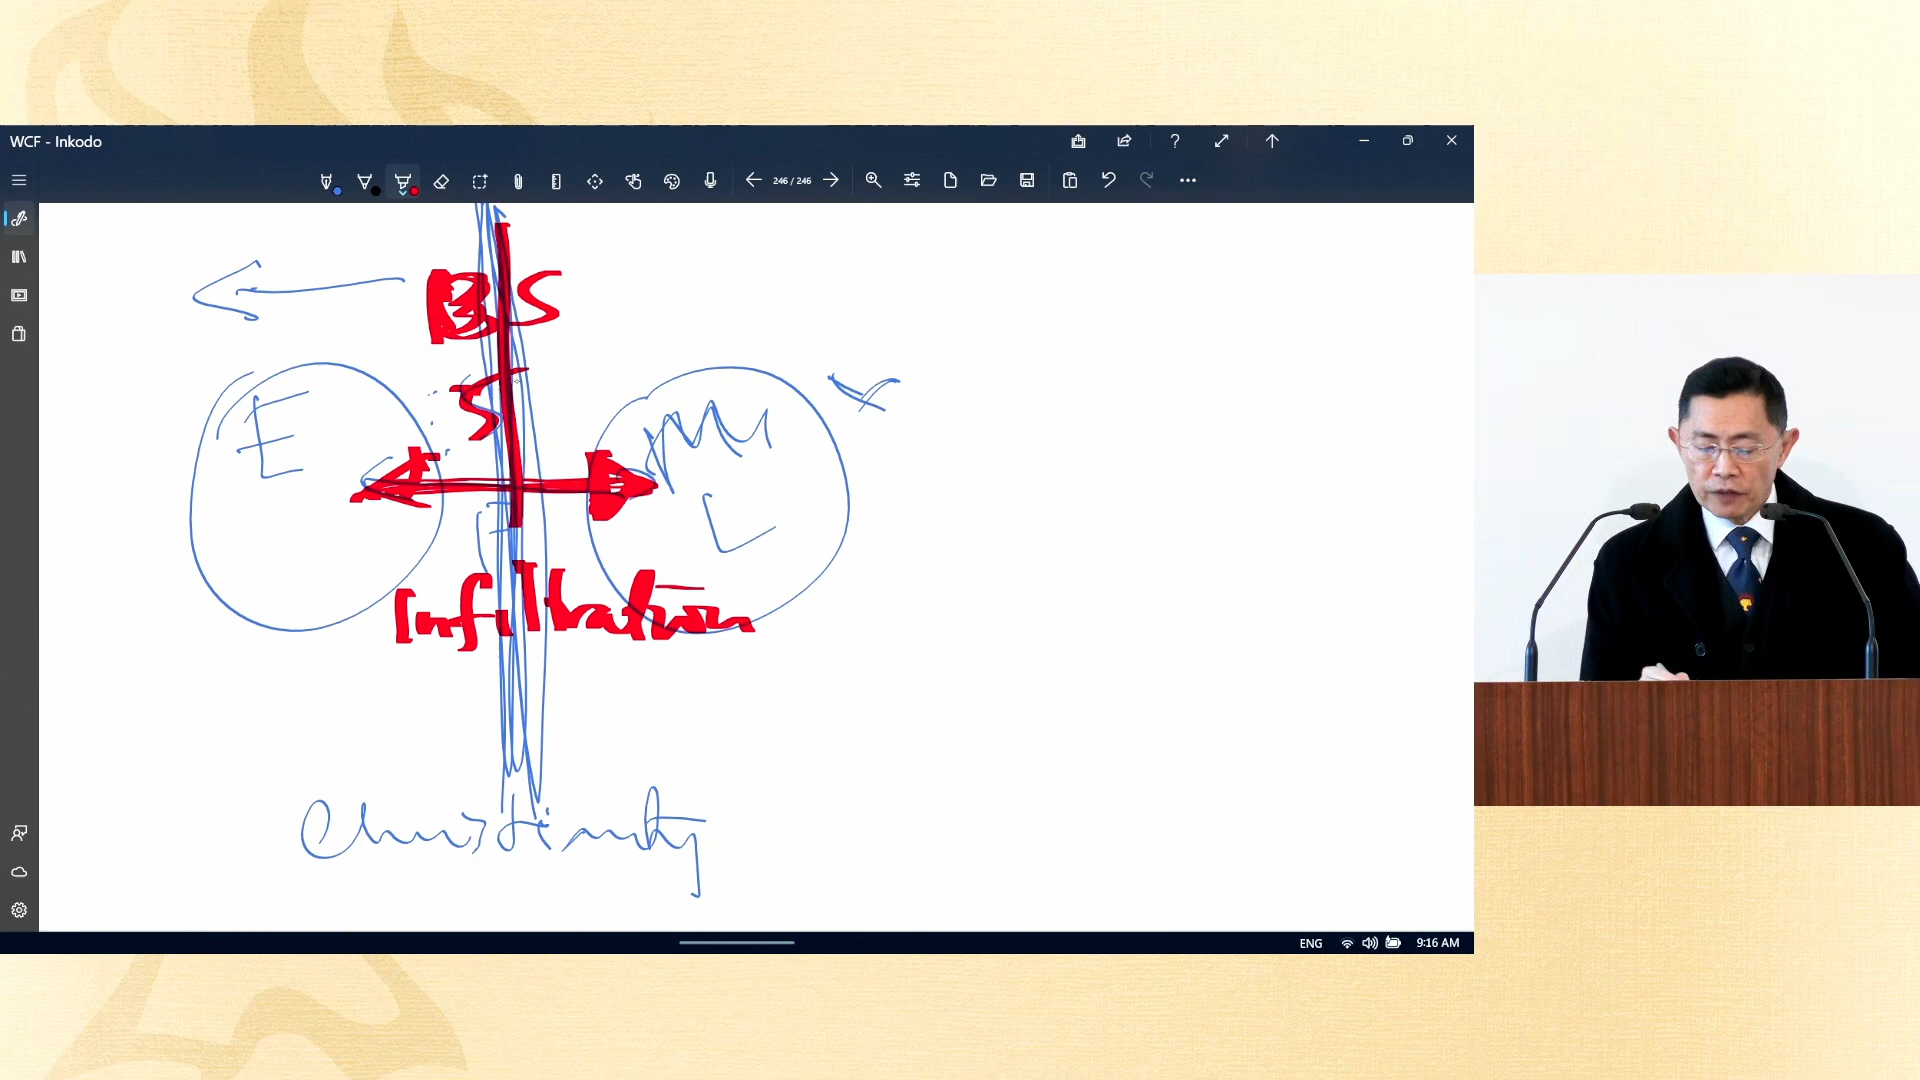 WCF - Inkodo
246 / 246
BS
E
S
M
L
Infiltration
Christianity
ENG 9:16 AM